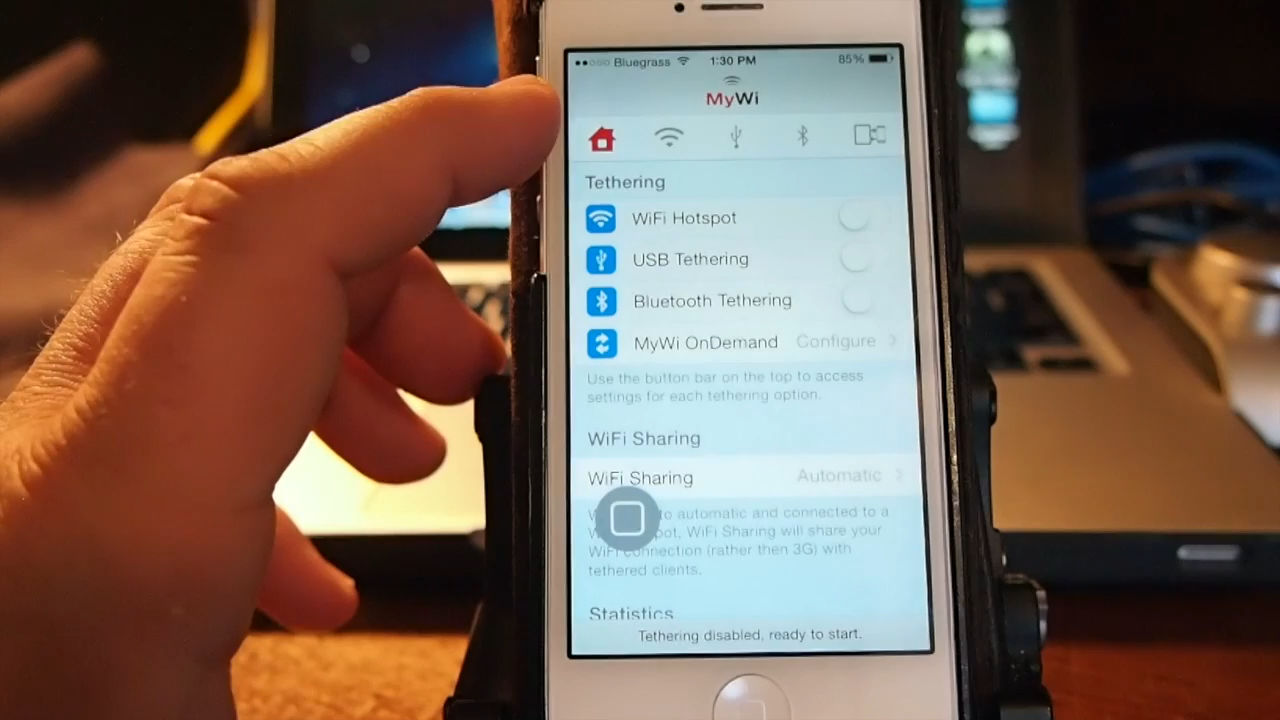 Bluegrass 1:30 PM 85%
MyWi
Tethering
WiFi Hotspot
USB Tethering
Bluetooth Tethering
MyWi OnDemand Configure
Use the button bar on the top to access
settings for each tethering option.
WiFi Sharing
WiFi Sharing Automatic
to automatic and connected to a
WiFi Sharing will share your
WiFi connection (rather then 3G) with
tethered clients.
Statistics
Tethering disabled, ready to start.